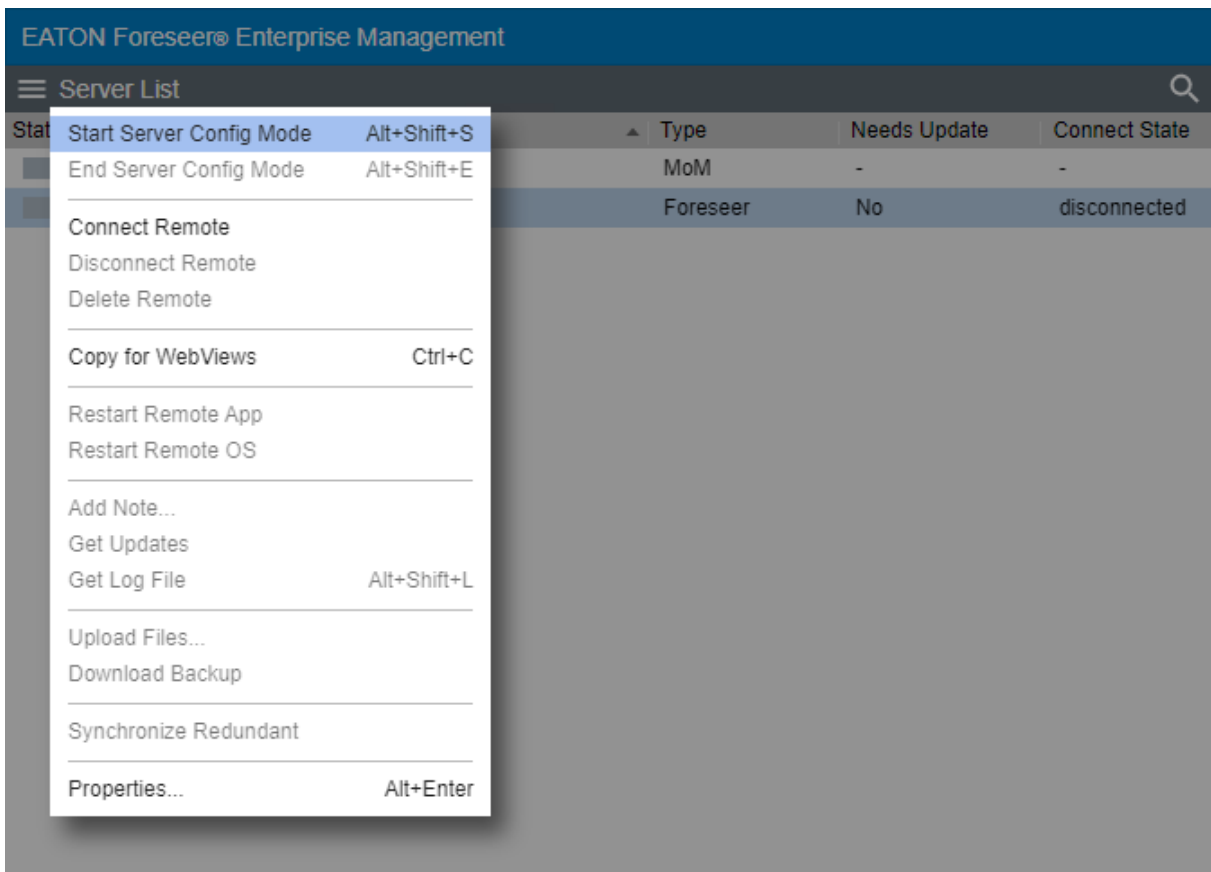 EATON Foreseer® Enterprise Management
Server List
Stat Type Needs Update Connect State
MoM - -
Foreseer No disconnected
Start Server Config Mode Alt+Shift+S
End Server Config Mode Alt+Shift+E
Connect Remote
Disconnect Remote
Delete Remote
Copy for WebViews Ctrl+C
Restart Remote App
Restart Remote OS
Add Note...
Get Updates
Get Log File Alt+Shift+L
Upload Files...
Download Backup
Synchronize Redundant
Properties... Alt+Enter